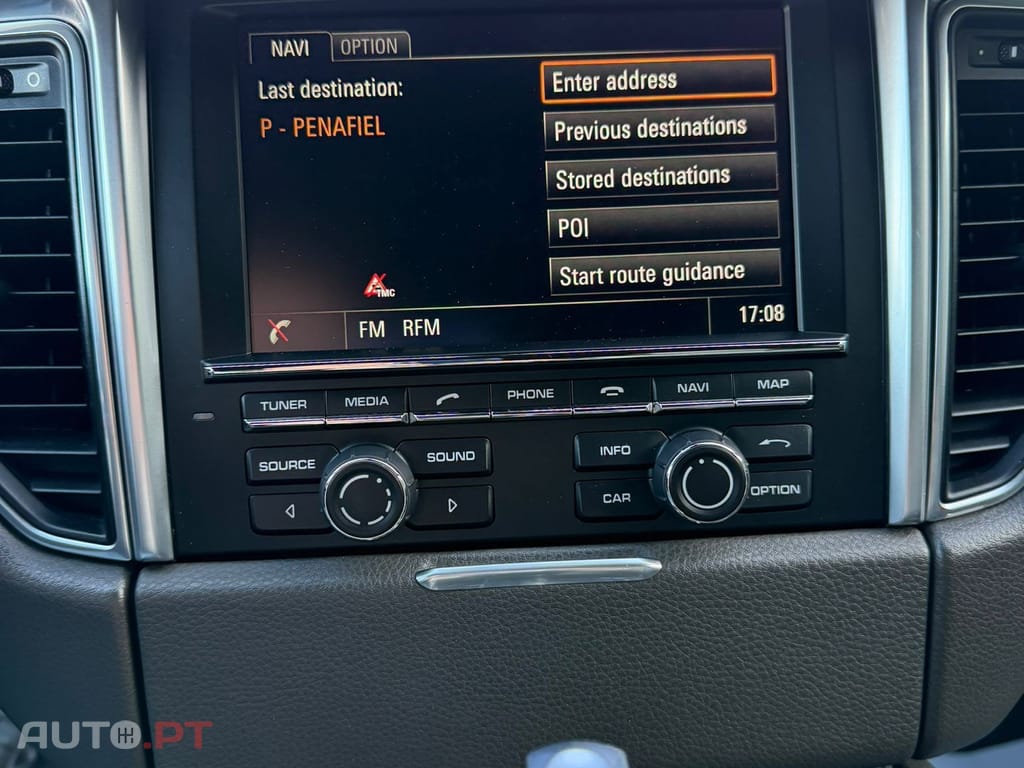 NAVI OPTION
Last destination:
P - PENAFIEL
Enter address
Previous destinations
Stored destinations
POI
Start route guidance
TMC
FM RFM
17:08
TUNER MEDIA PHONE NAVI MAP
SOURCE SOUND INFO
CAR OPTION
AUTO.PT